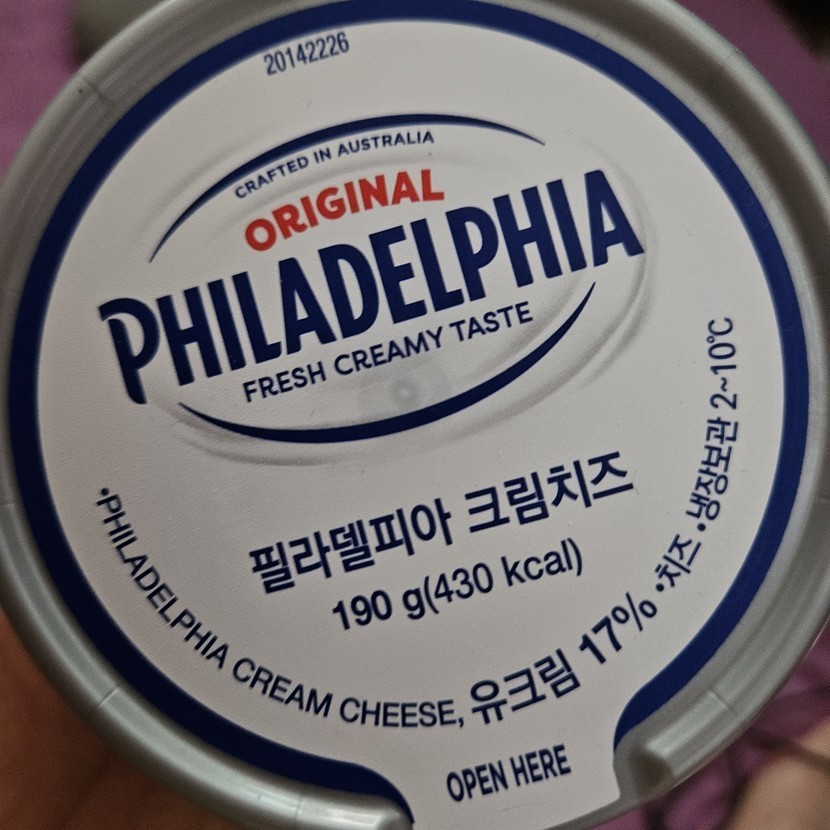 20142226
CRAFTED IN AUSTRALIA
ORIGINAL
PHILADELPHIA
FRESH CREAMY TASTE
필라델피아 크림치즈
190 g(430 kcal)
•PHILADELPHIA CREAM CHEESE, 유크림 17% •치즈 •냉장보관 2~10℃
OPEN HERE